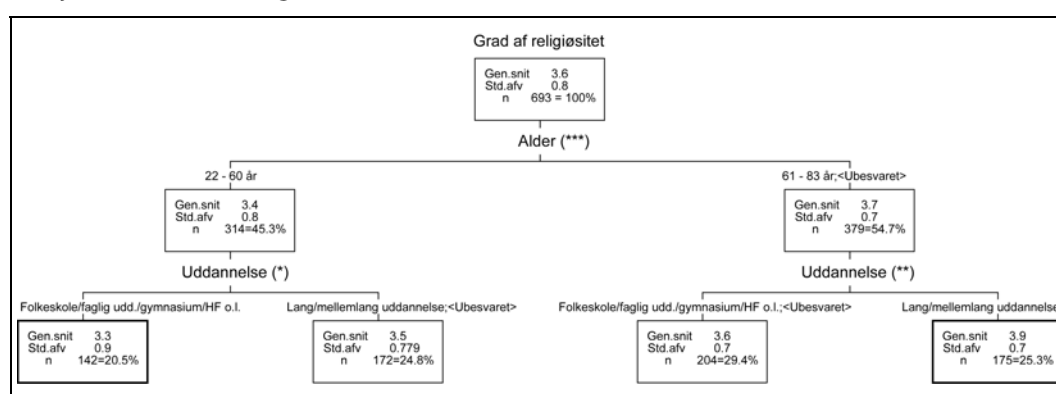 Grad af religiøsitet
Gen.snit 3.6
Std.afv 0.8
n 693 = 100%
Alder (***)
22 - 60 år
61 - 83 år;<Ubesvaret>
Gen.snit 3.4
Std.afv 0.8
n 314=45.3%
Gen.snit 3.7
Std.afv 0.7
n 379=54.7%
Uddannelse (*)
Uddannelse (**)
Folkeskole/faglig udd./gymnasium/HF o.l.
Lang/mellemlang uddannelse;<Ubesvaret>
Folkeskole/faglig udd./gymnasium/HF o.l.;<Ubesvaret>
Lang/mellemlang uddannelse
Gen.snit 3.3
Std.afv 0.9
n 142=20.5%
Gen.snit 3.5
Std.afv 0.779
n 172=24.8%
Gen.snit 3.6
Std.afv 0.7
n 204=29.4%
Gen.snit 3.9
Std.afv 0.7
n 175=25.3%